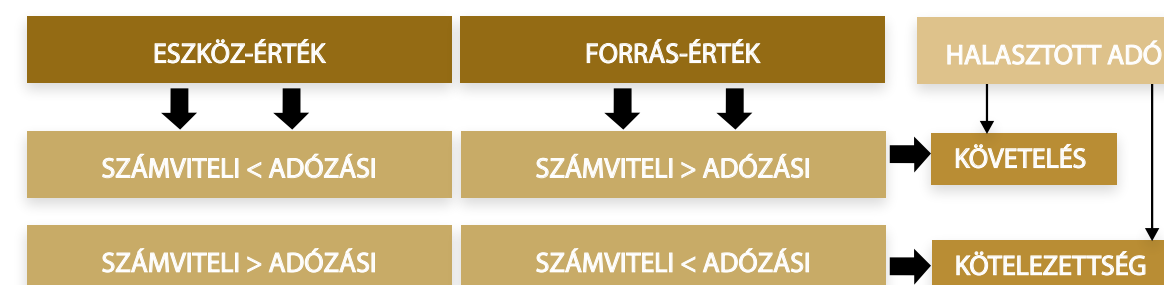 ESZKÖZ-ÉRTÉK
FORRÁS-ÉRTÉK
HALASZTOTT ADÓ
SZÁMVITELI < ADÓZÁSI
SZÁMVITELI > ADÓZÁSI
KÖVETELÉS
SZÁMVITELI > ADÓZÁSI
SZÁMVITELI < ADÓZÁSI
KÖTELEZETTSÉG